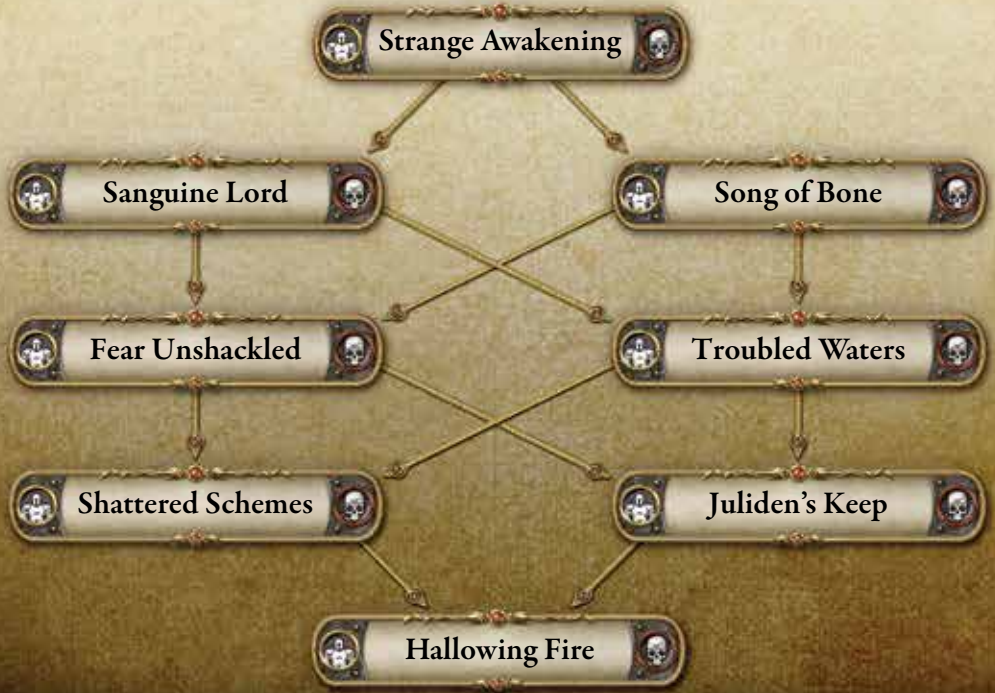 Strange Awakening
Sanguine Lord
Song of Bone
Fear Unshackled
Troubled Waters
Shattered Schemes
Juliden's Keep
Hallowing Fire